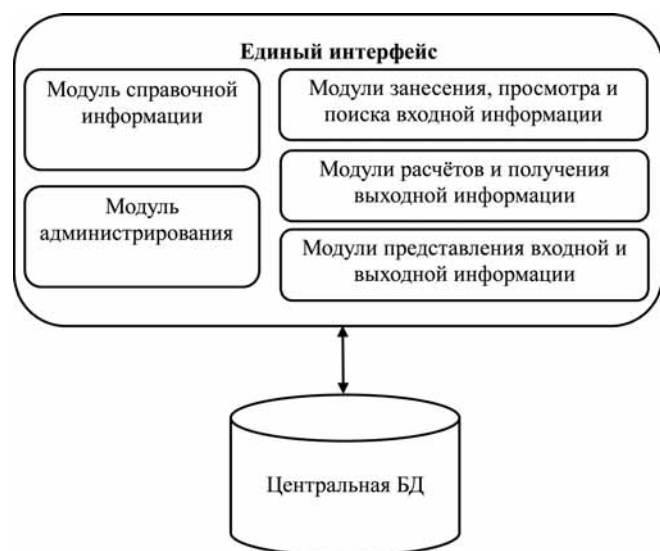 Единый интерфейс
Модуль справочной
информации
Модуль
администрирования
Модули занесения, просмотра и
поиска входной информации
Модули расчётов и получения
выходной информации
Модули представления входной и
выходной информации
Центральная БД